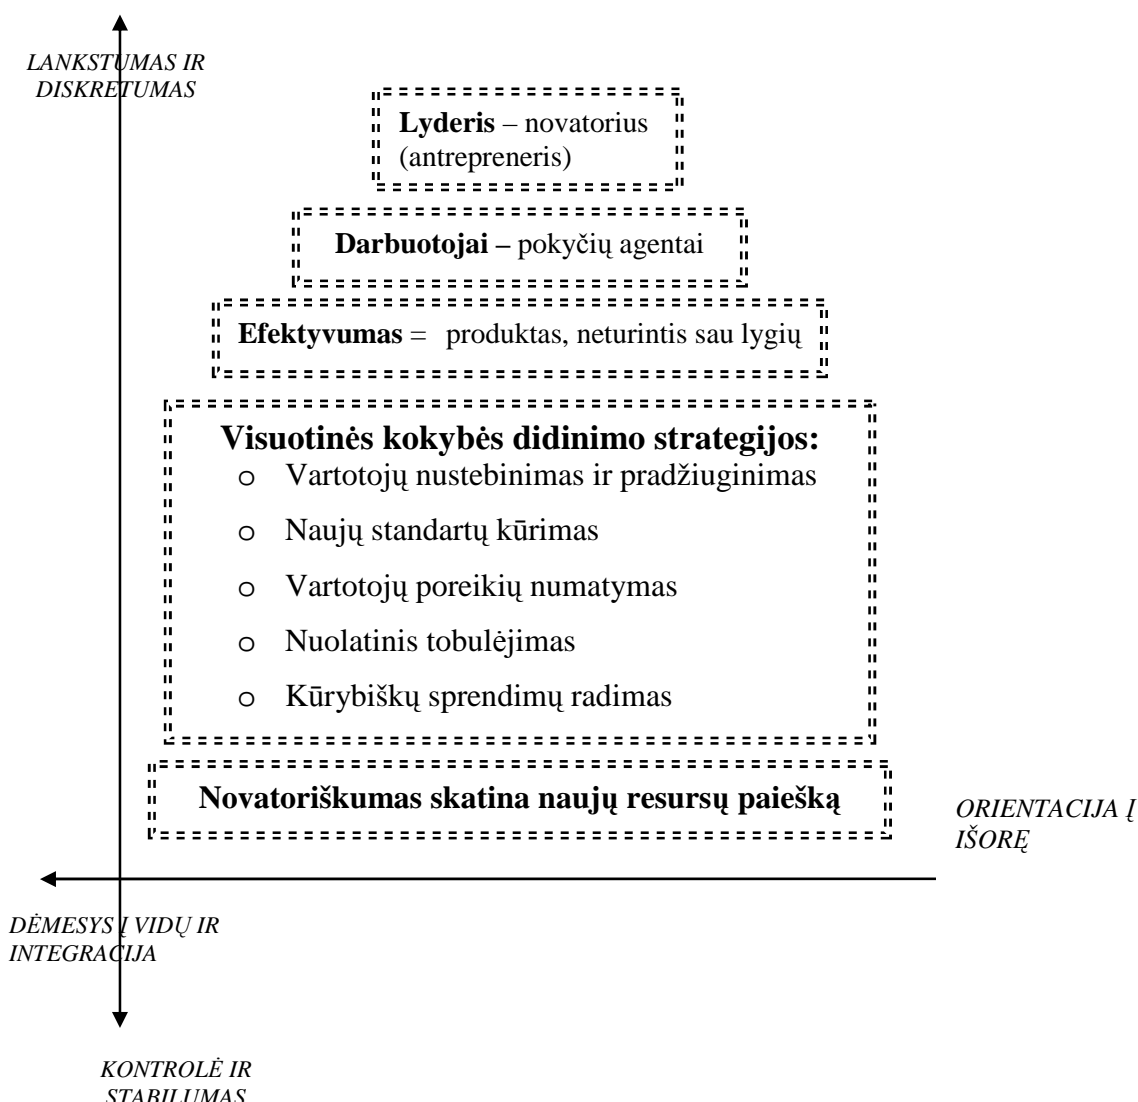 LANKSTUMAS IR
DISKRETUMAS
Lyderis – novatorius
(antrepreneris)
Darbuotojai – pokyčių agentai
Efektyvumas = produktas, neturintis sau lygių
Visuotinės kokybės didinimo strategijos:
o Vartotojų nustebinimas ir pradžiuginimas
o Naujų standartų kūrimas
o Vartotojų poreikių numatymas
o Nuolatinis tobulėjimas
o Kūrybiškų sprendimų radimas
Novatoriškumas skatina naujų resursų paiešką
ORIENTACIJA Į
IŠORĘ
DĖMESYS Į VIDŲ IR
INTEGRACIJA
KONTROLĖ IR
STABILUMAS